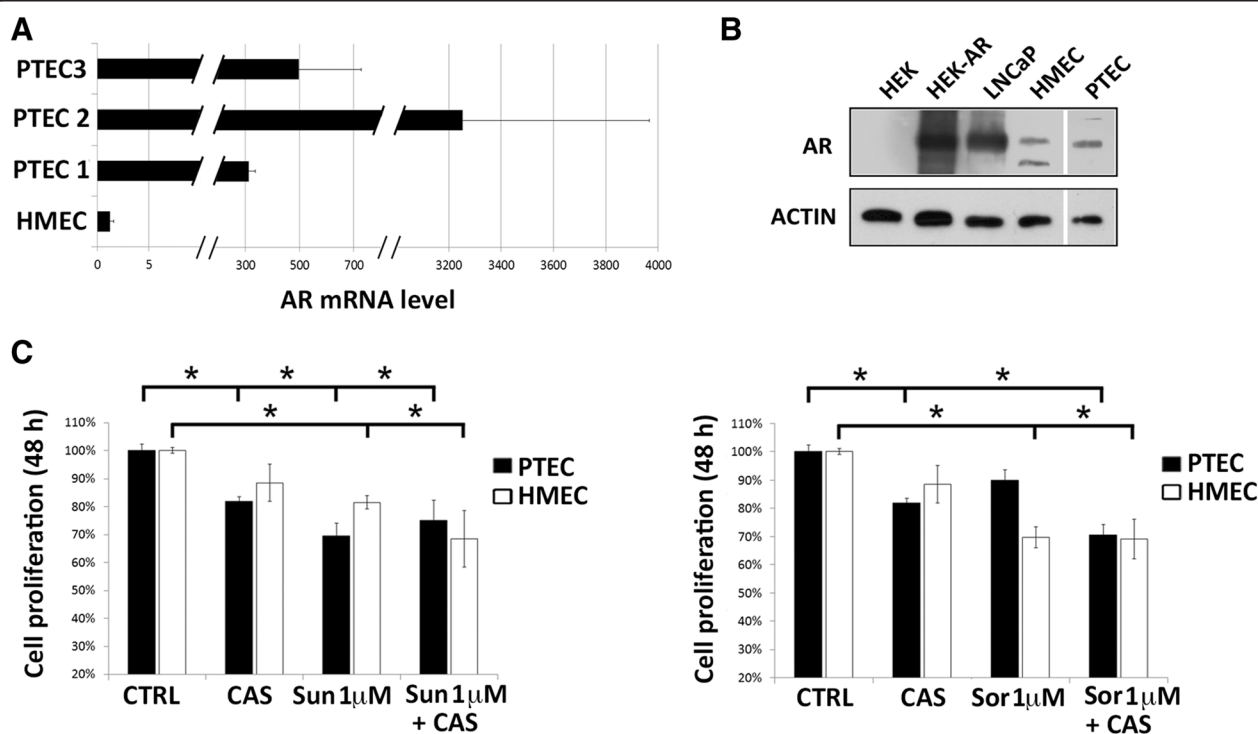 A
PTEC3
PTEC 2
PTEC 1
HMEC
0 5 300 500 700 3200 3400 3600 3800 4000
AR mRNA level
B
HEK
HEK-AR
LNCaP
HMEC
PTEC
AR
ACTIN
C
* * *
* *
Cell proliferation (48 h)
110%
100%
90%
80%
70%
60%
50%
40%
30%
20%
PTEC
HMEC
CTRL CAS Sun 1µM Sun 1µM
+ CAS
* *
* *
Cell proliferation (48 h)
110%
100%
90%
80%
70%
60%
50%
40%
30%
20%
PTEC
HMEC
CTRL CAS Sor 1µM Sor 1µM
+ CAS